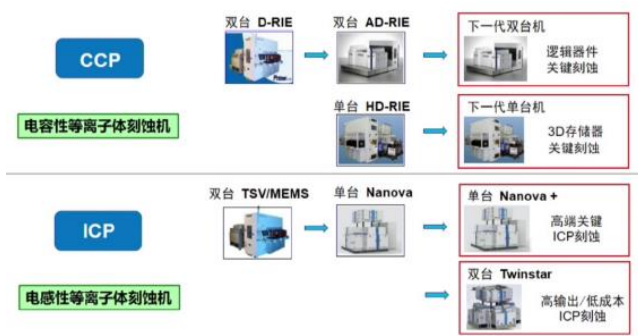 双台 D-RIE
双台 AD-RIE
下一代双台机
CCP
逻辑器件
关键刻蚀
电容性等离子体刻蚀机
单台 HD-RIE
下一代单台机
3D存储器
关键刻蚀
双台 TSV/MEMS
单台 Nanova
单台 Nanova +
ICP
高端关键
ICP刻蚀
电感性等离子体刻蚀机
双台 Twinstar
高输出/低成本
ICP刻蚀